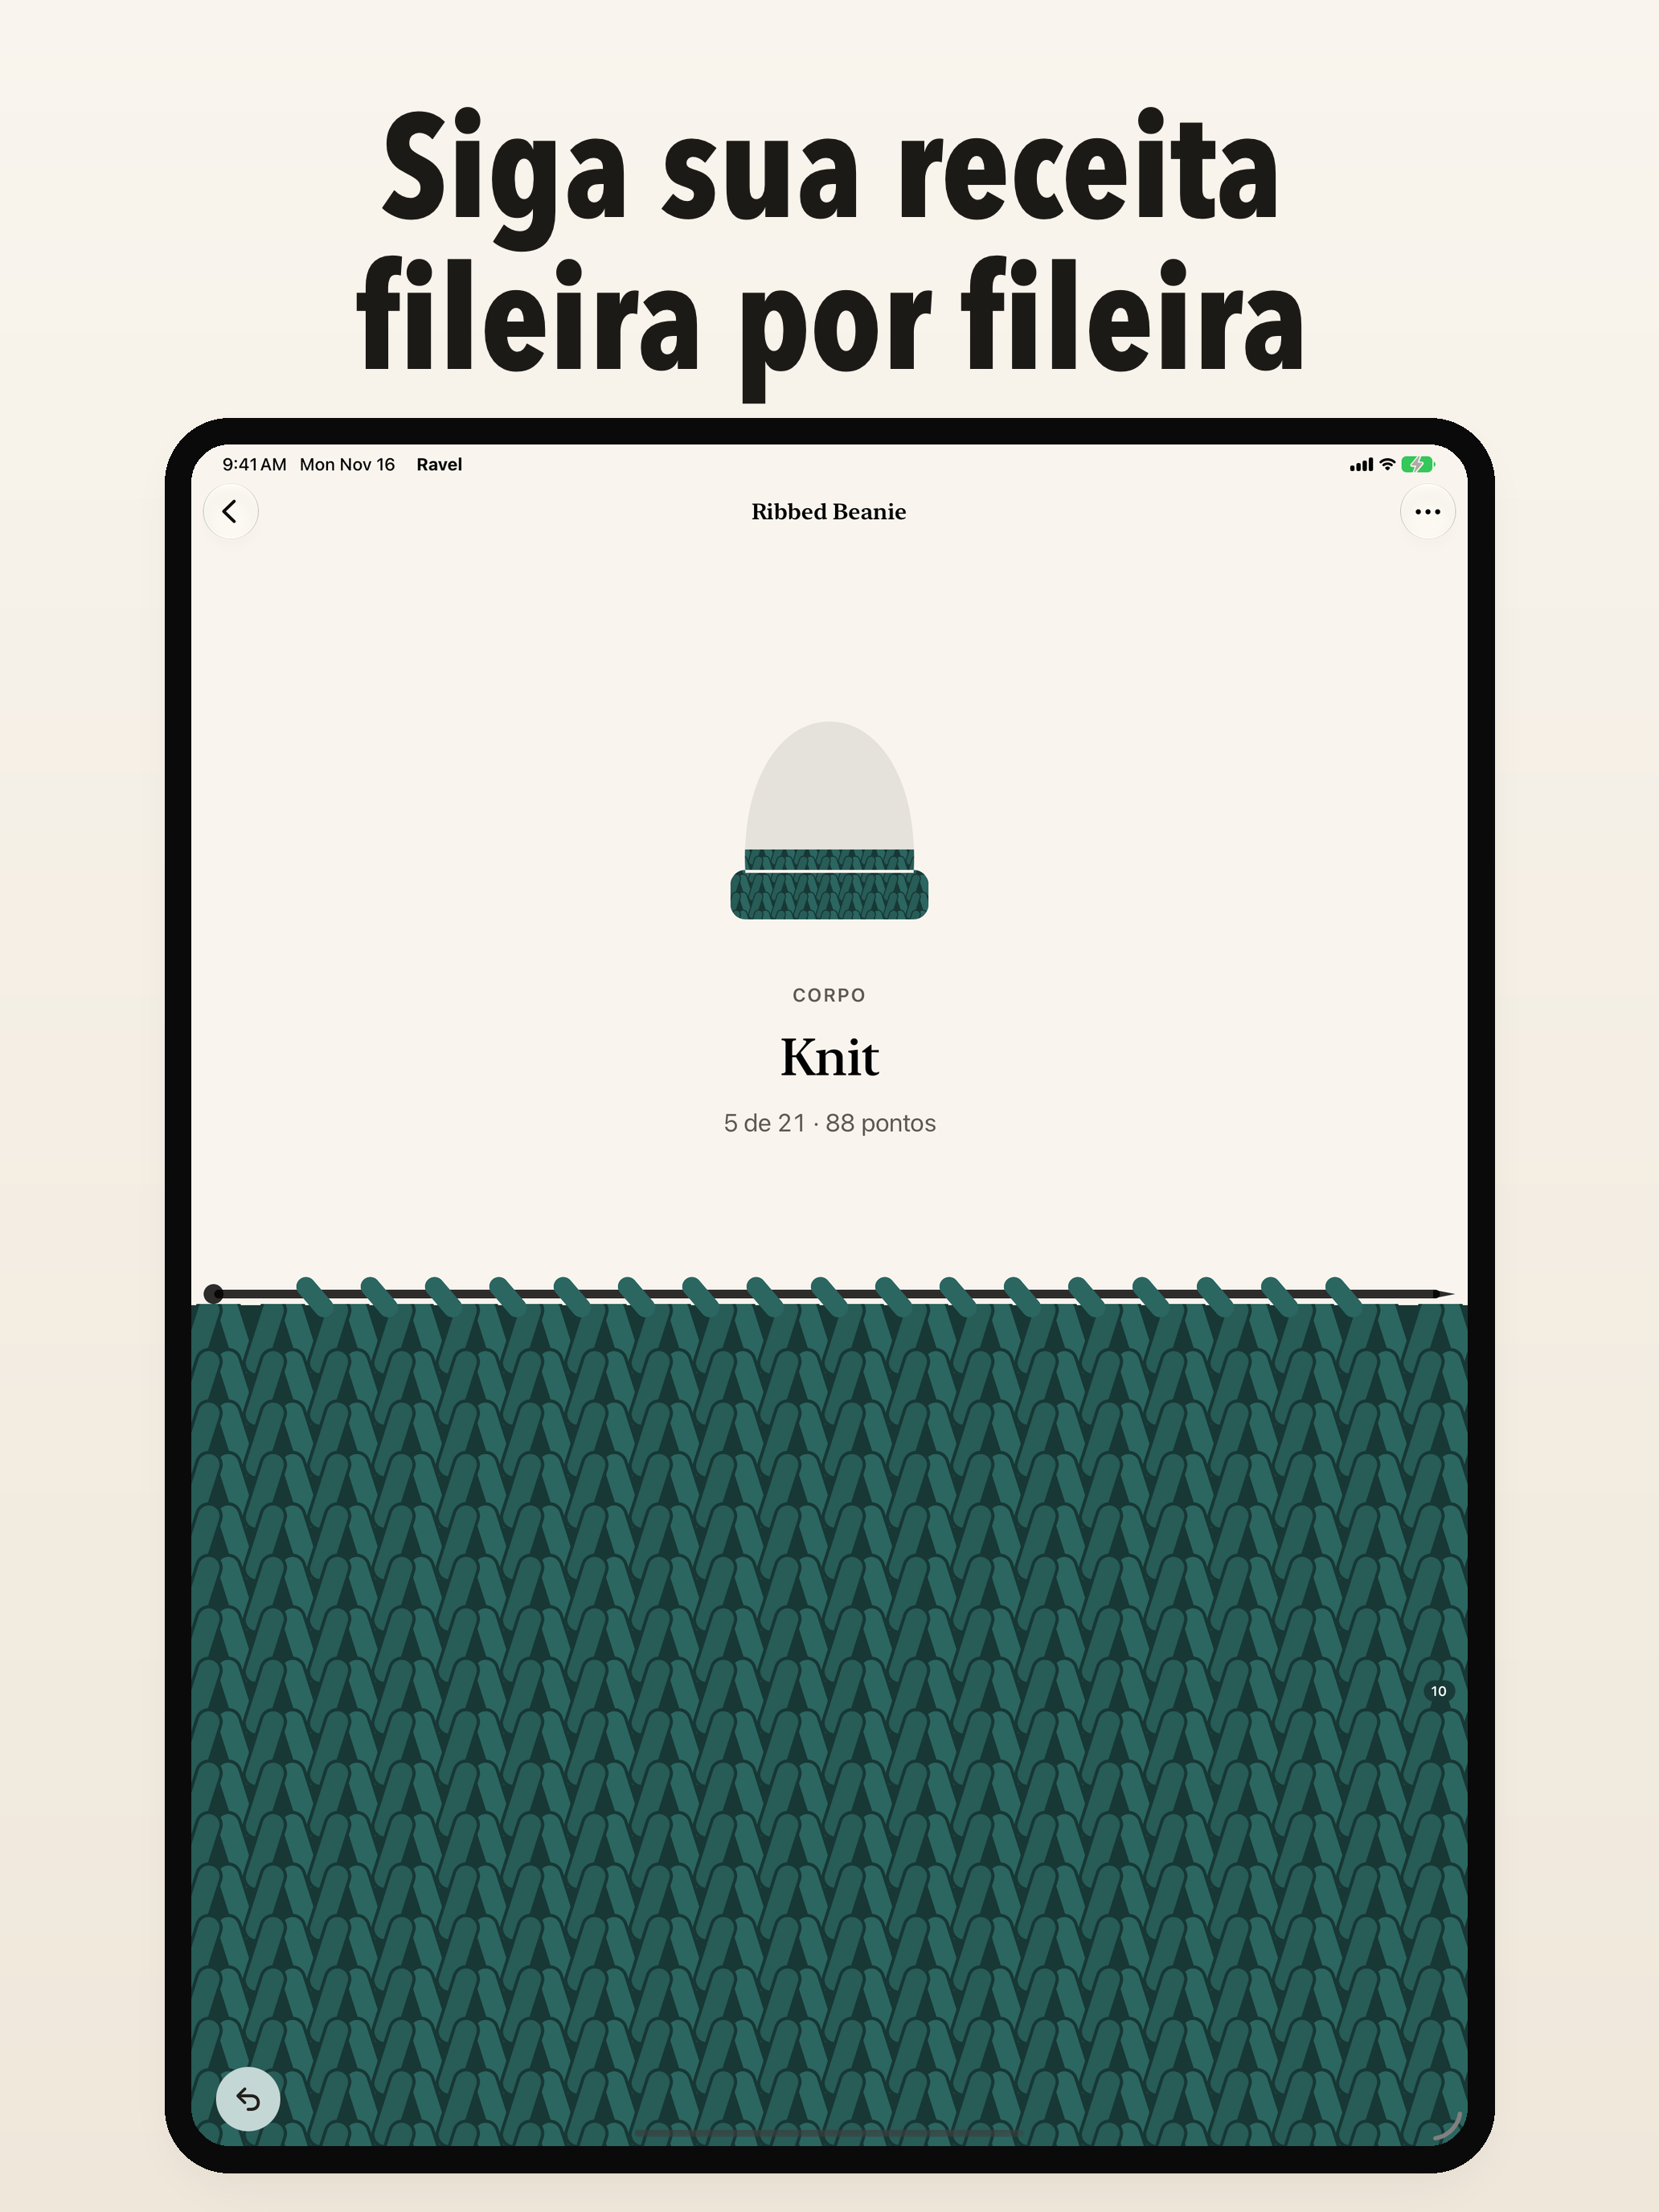 Siga sua receita
fileira por fileira
9:41 AM Mon Nov 16 Ravel
Ribbed Beanie
CORPO
Knit
5 de 21 · 88 pontos
10